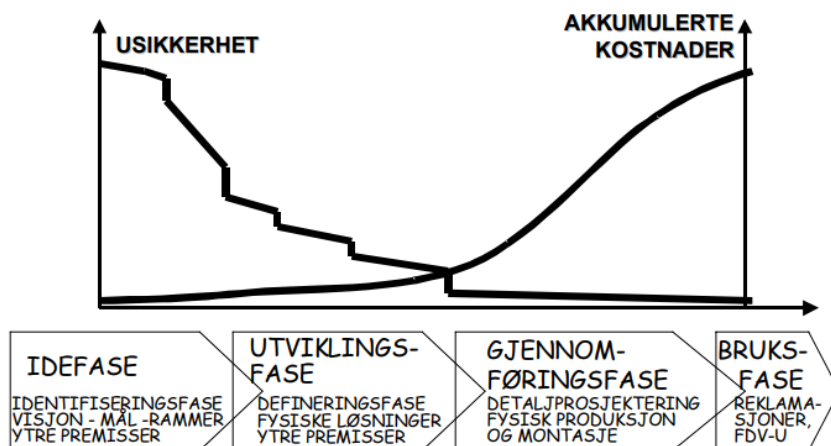 USIKKERHET
AKKUMULERTE
KOSTNADER
IDEFASE
IDENTIFISERINGSFASE
VISJON - MÅL -RAMMER
YTRE PREMISSER
UTVIKLINGS-
FASE
DEFINERINGSFASE
FYSISKE LØSNINGER
YTRE PREMISSER
GJENNOM-
FØRINGSFASE
DETALJPROSJEKTERING
FYSISK PRODUKSJON
OG MONTASJE
BRUKS-
FASE
REKLAMA-
SJONER,
FDV-U